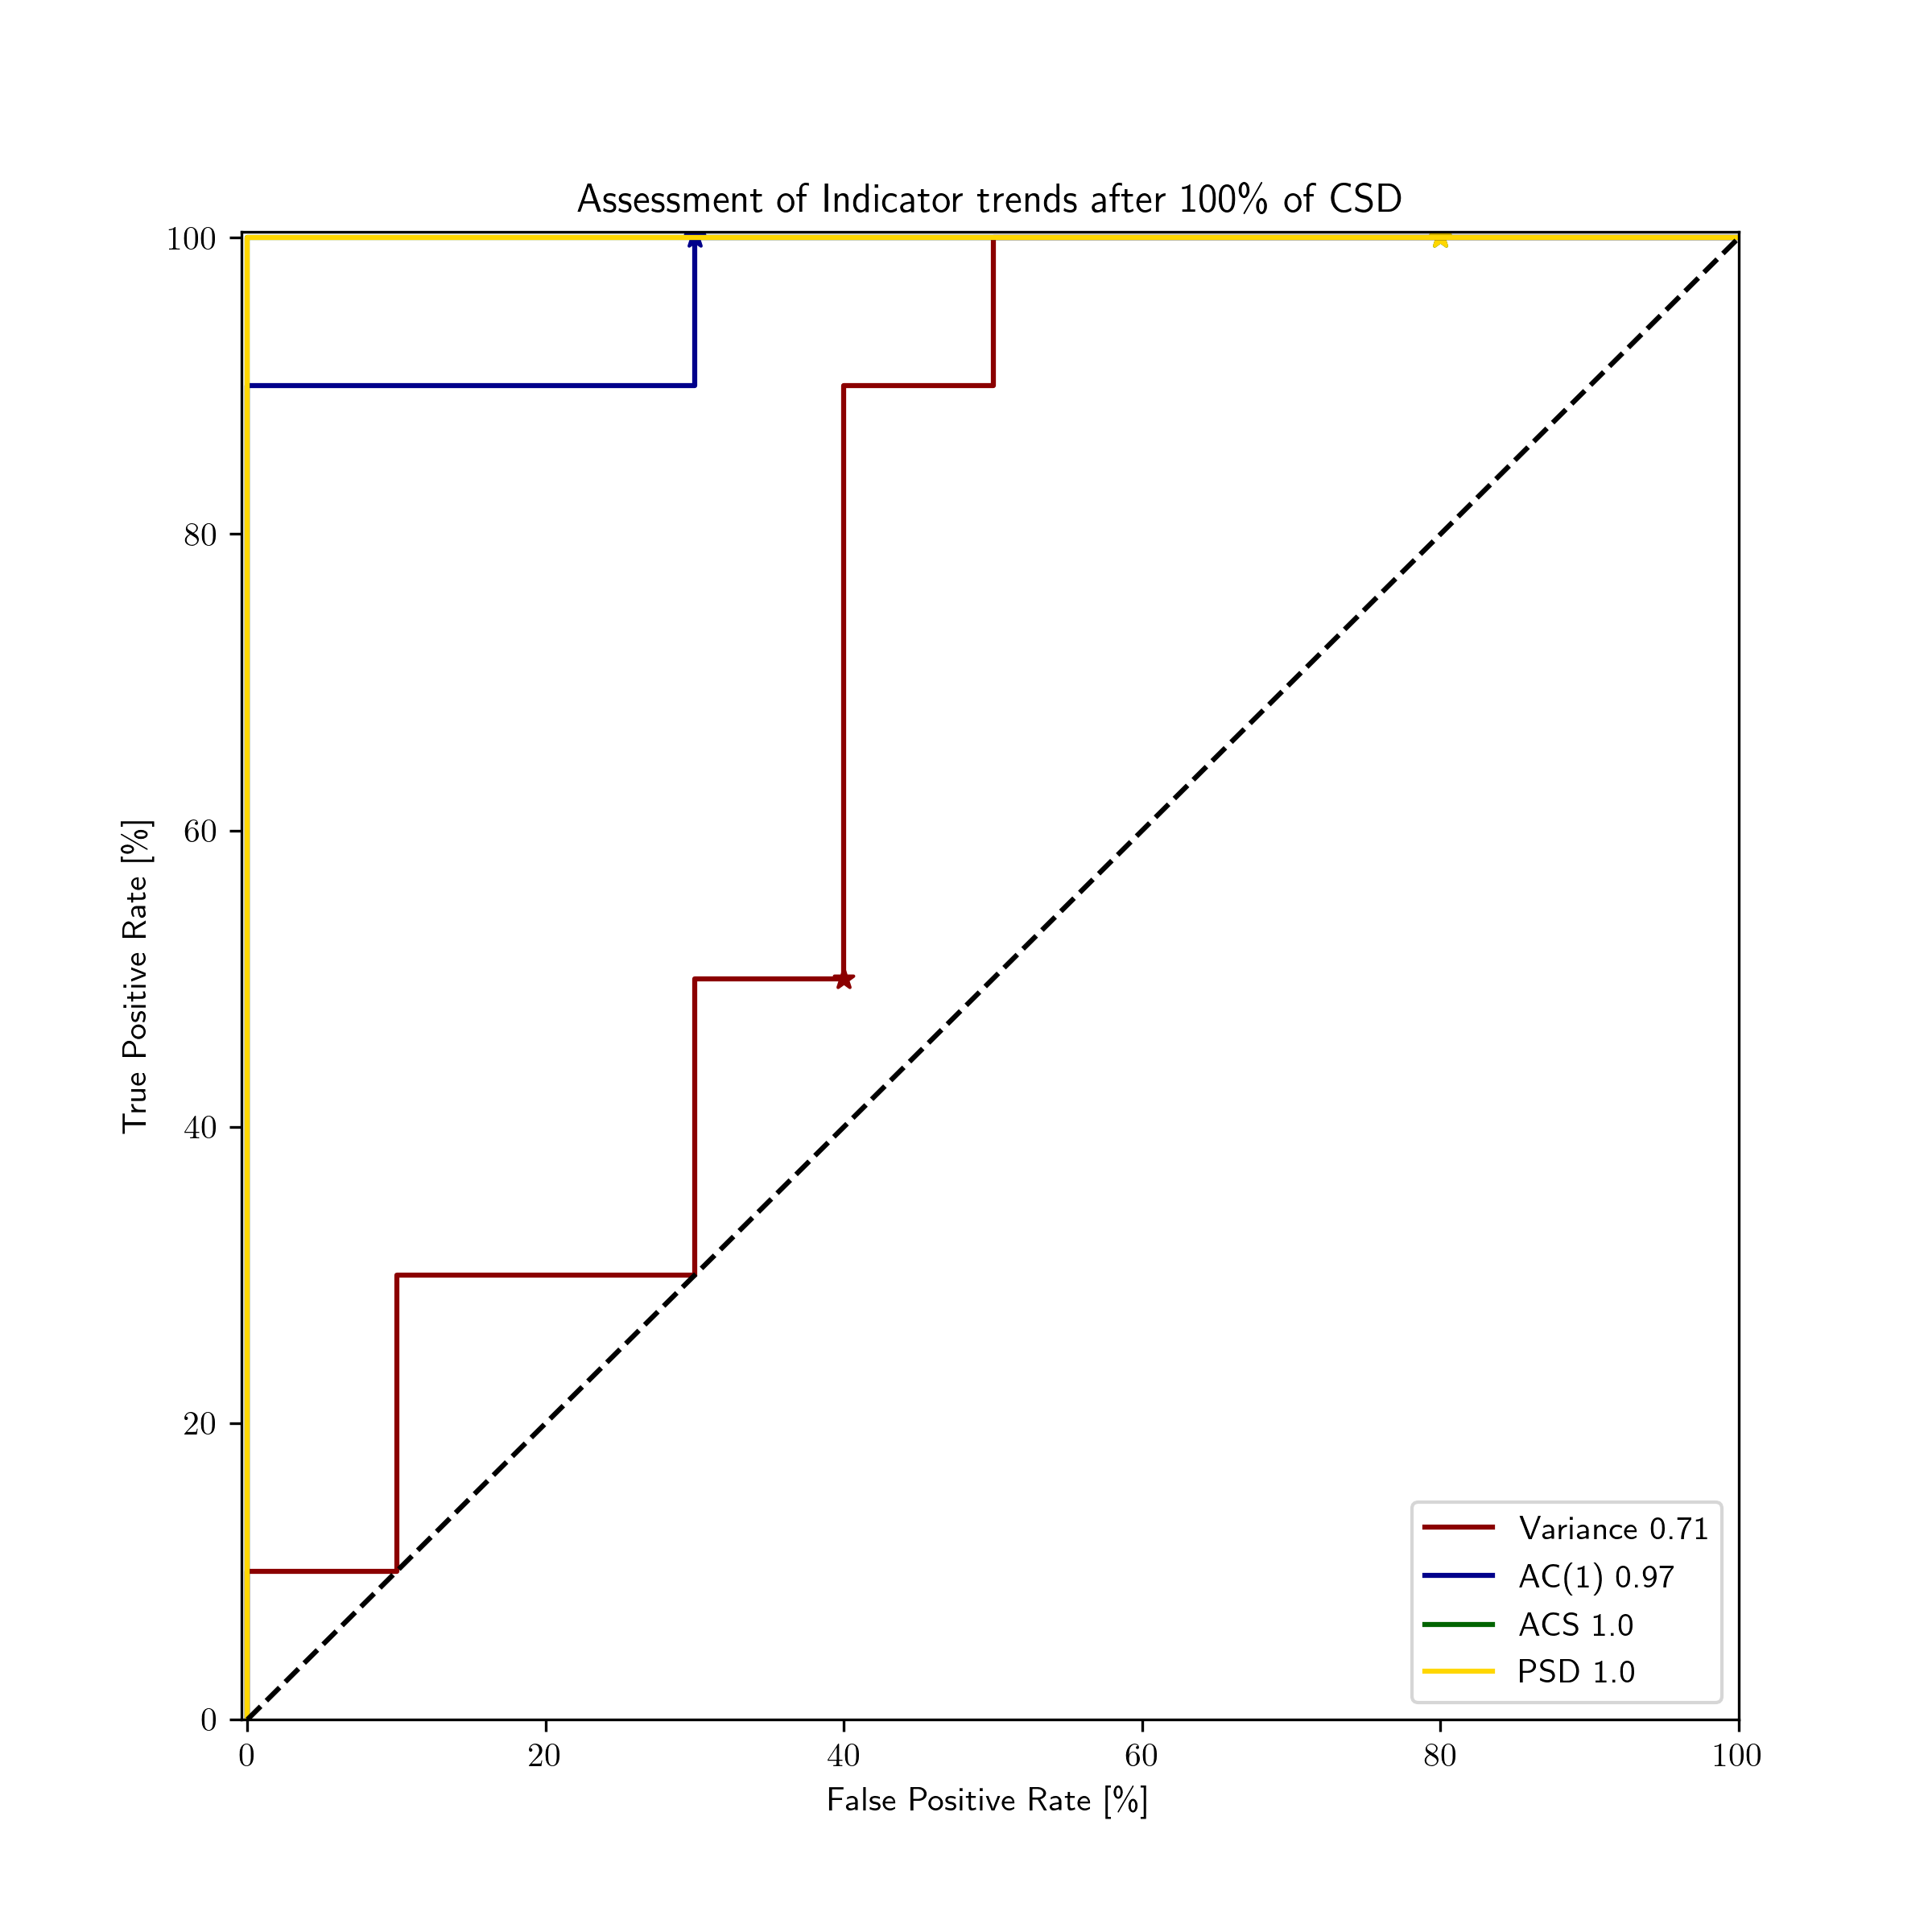 Assessment of Indicator trends after 100% of CSD
100
80
60
40
20
0
True Positive Rate [%]
0 20 40 60 80 100
False Positive Rate [%]
Variance 0.71
AC(1) 0.97
ACS 1.0
PSD 1.0